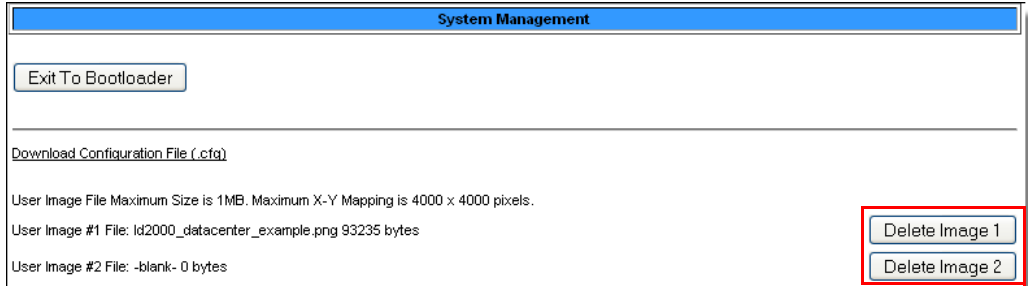 System Management
Exit To Bootloader
Download Configuration File (.cfg)
User Image File Maximum Size is 1MB. Maximum X-Y Mapping is 4000 x 4000 pixels.
User Image #1 File: ld2000_datacenter_example.png 93235 bytes
Delete Image 1
User Image #2 File: -blank- 0 bytes
Delete Image 2